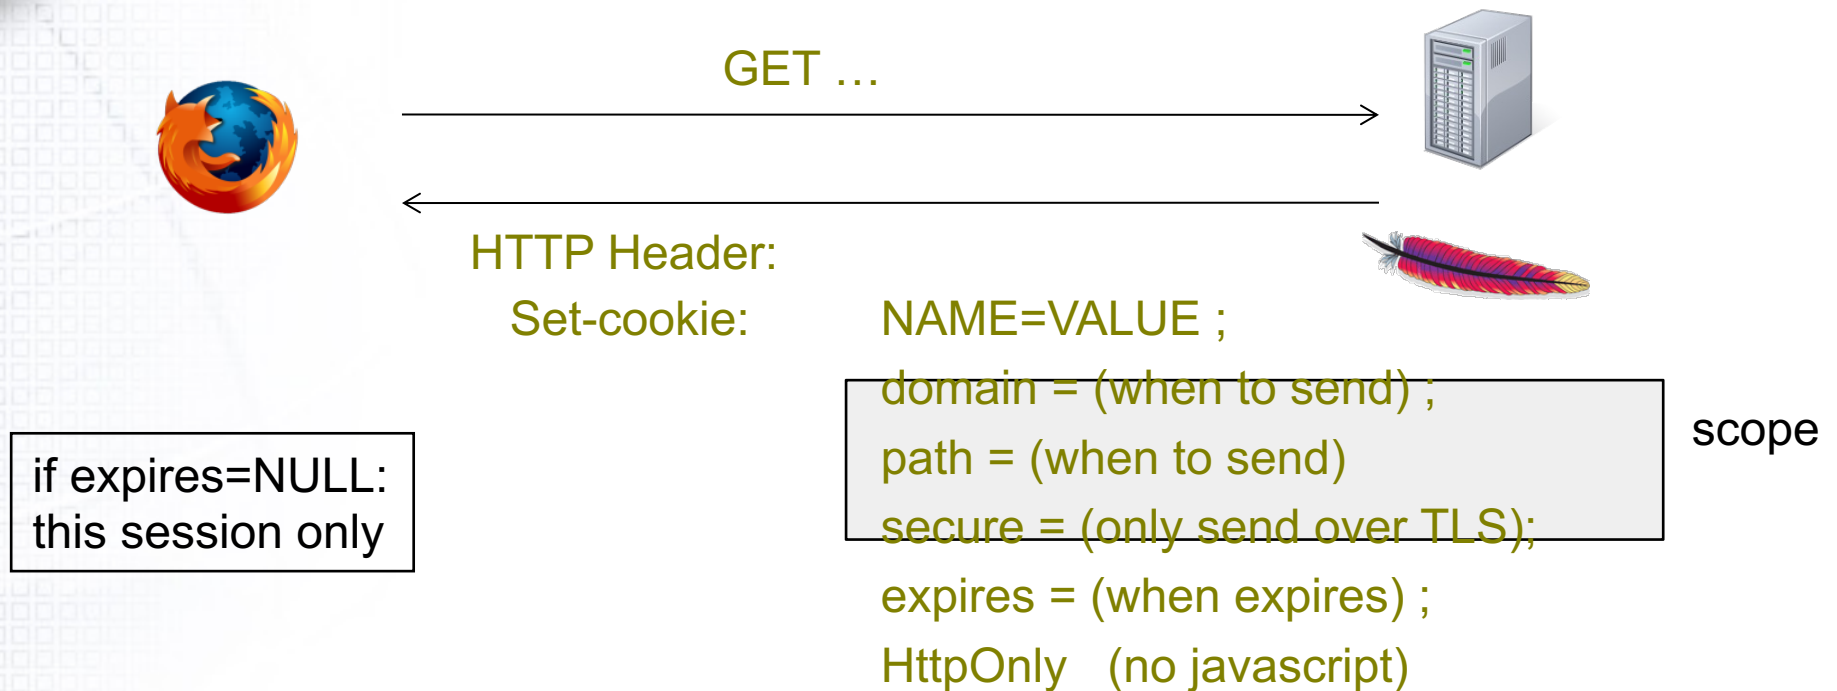 GET …
HTTP Header:
Set-cookie: NAME=VALUE ;
domain = (when to send) ;
path = (when to send)
secure = (only send over TLS);
scope
expires = (when expires) ;
HttpOnly (no javascript)
if expires=NULL:
this session only